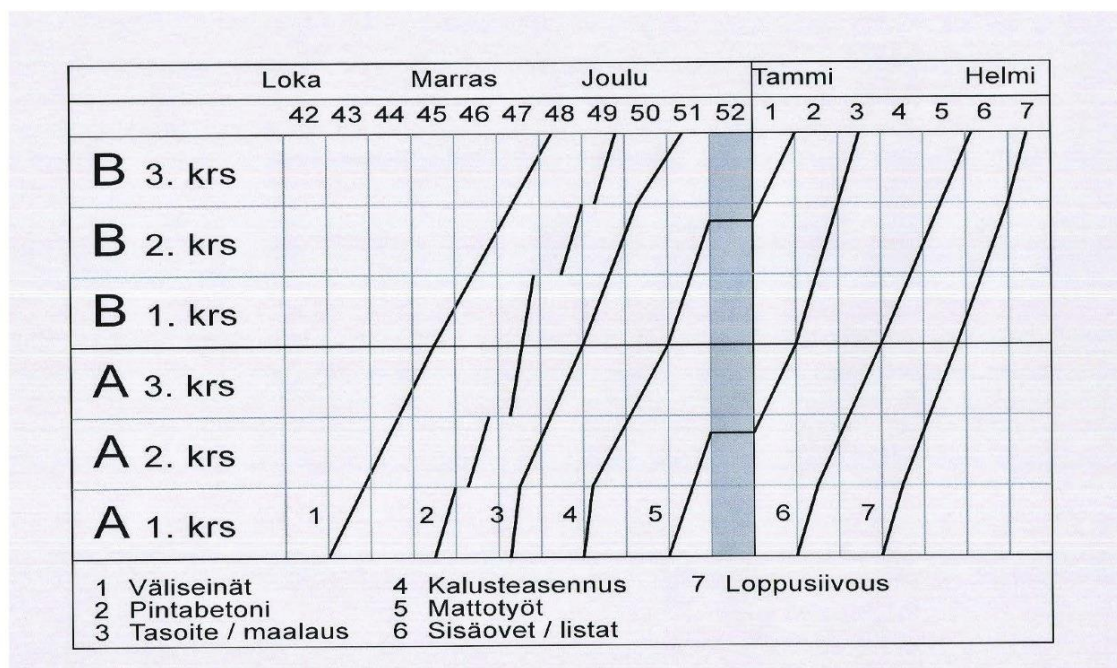 Loka Marras Joulu Tammi Helmi
42 43 44 45 46 47 48 49 50 51 52 1 2 3 4 5 6 7
B 3. krs
B 2. krs
B 1. krs
A 3. krs
A 2. krs
A 1. krs 1 2 3 4 5 6 7
1 Väliseinät 4 Kalusteasennus 7 Loppusiivous
2 Pintabetoni 5 Mattotyöt
3 Tasoite / maalaus 6 Sisäovet / listat